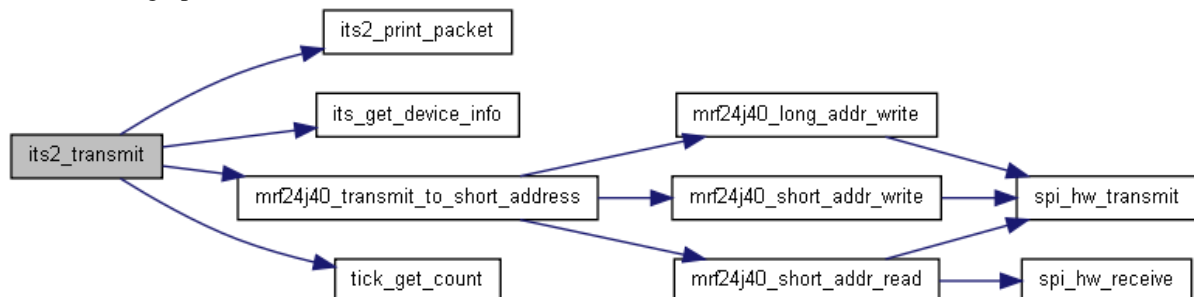 its2_print_packet
its_get_device_info
mrf24j40_long_addr_write
its2_transmit
mrf24j40_transmit_to_short_address
mrf24j40_short_addr_write
spi_hw_transmit
tick_get_count
mrf24j40_short_addr_read
spi_hw_receive